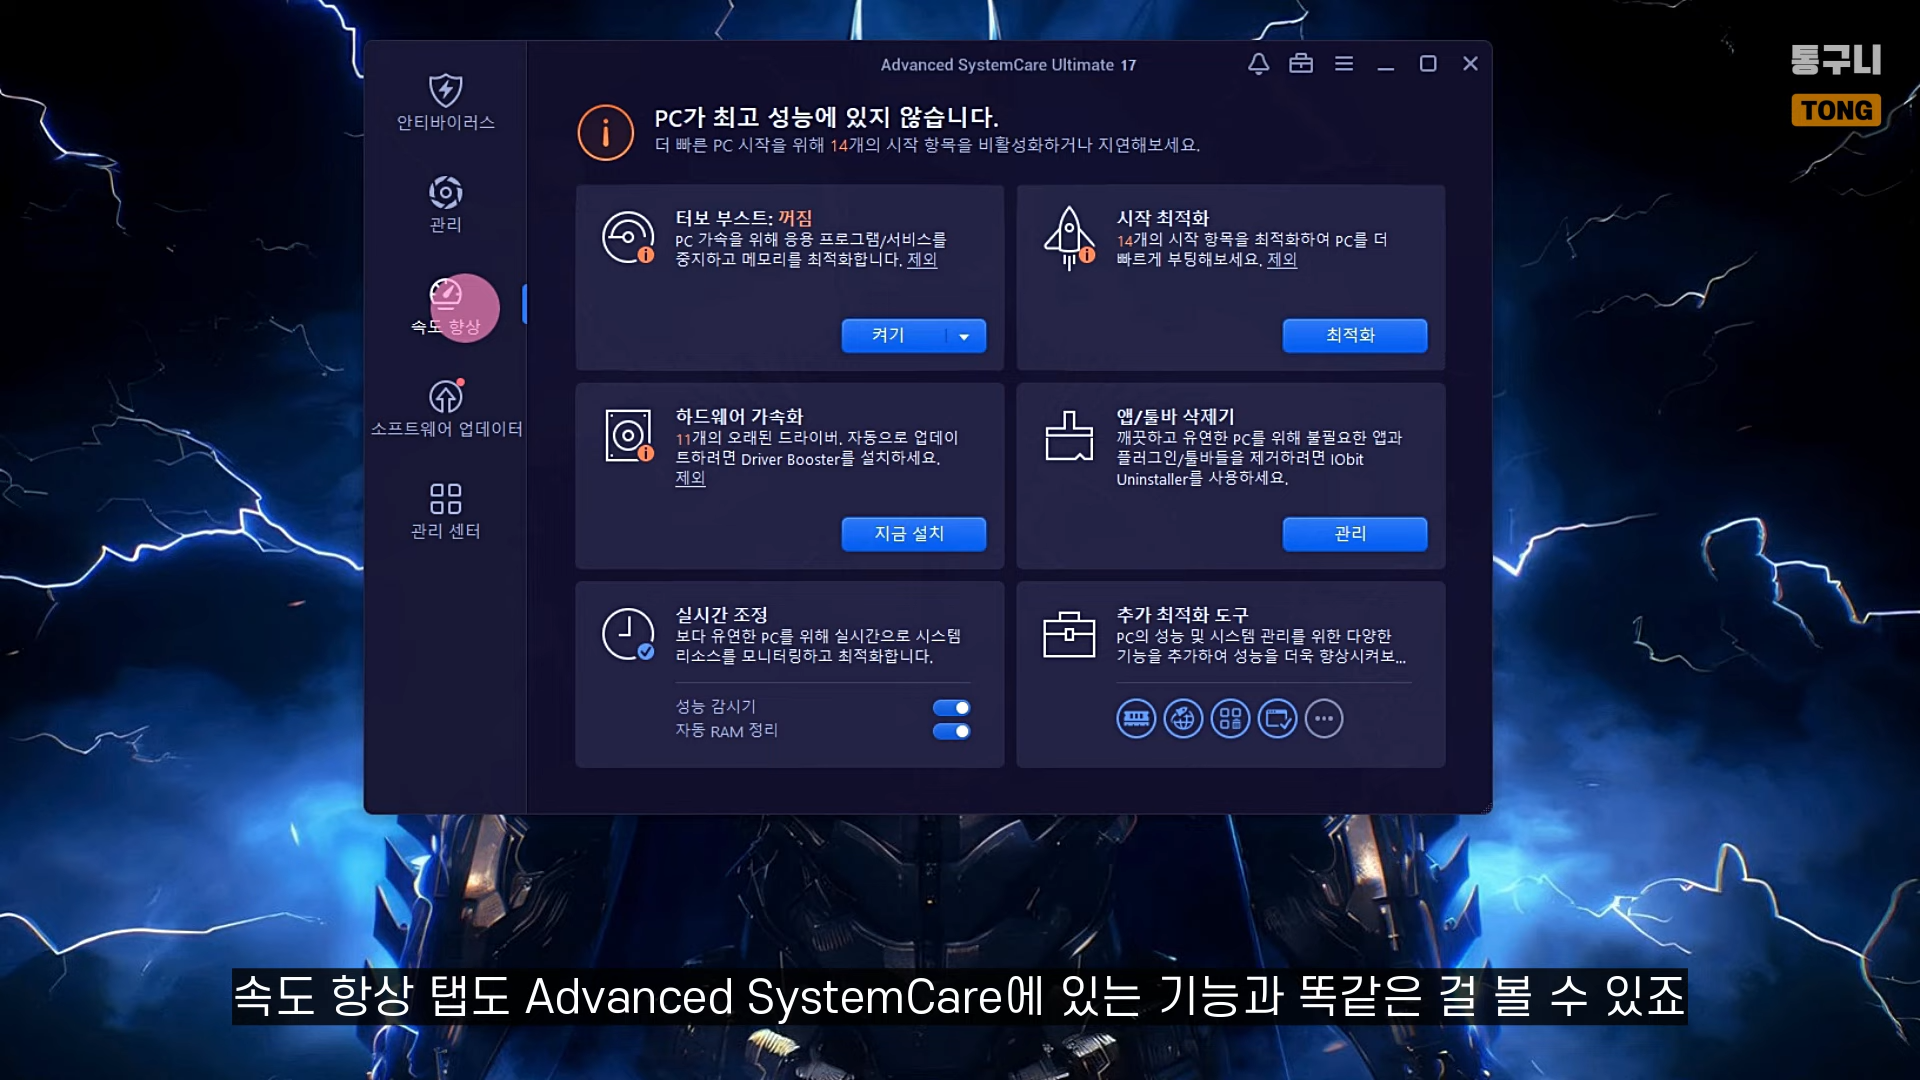 통구니
TONG
Advanced SystemCare Ultimate 17
안티바이러스
관리
속도 향상
소프트웨어 업데이터
관리 센터
PC가 최고 성능에 있지 않습니다.
더 빠른 PC 시작을 위해 14개의 시작 항목을 비활성화하거나 지연해보세요.
터보 부스트: 꺼짐
PC 가속을 위해 응용 프로그램/서비스를
중지하고 메모리를 최적화합니다. 제외
켜기
시작 최적화
14개의 시작 항목을 최적화하여 PC를 더
빠르게 부팅해보세요. 제외
최적화
하드웨어 가속화
11개의 오래된 드라이버. 자동으로 업데이
트하려면 Driver Booster를 설치하세요.
제외
지금 설치
앱/툴바 삭제기
깨끗하고 유연한 PC를 위해 불필요한 앱과
플러그인/툴바들을 제거하려면 IObit
Uninstaller를 사용하세요.
관리
실시간 조정
보다 유연한 PC를 위해 실시간으로 시스템
리소스를 모니터링하고 최적화합니다.
성능 감시기
자동 RAM 정리
추가 최적화 도구
PC의 성능 및 시스템 관리를 위한 다양한
기능을 추가하여 성능을 더욱 향상시켜보...
속도 향상 탭도 Advanced SystemCare에 있는 기능과 똑같은 걸 볼 수 있죠